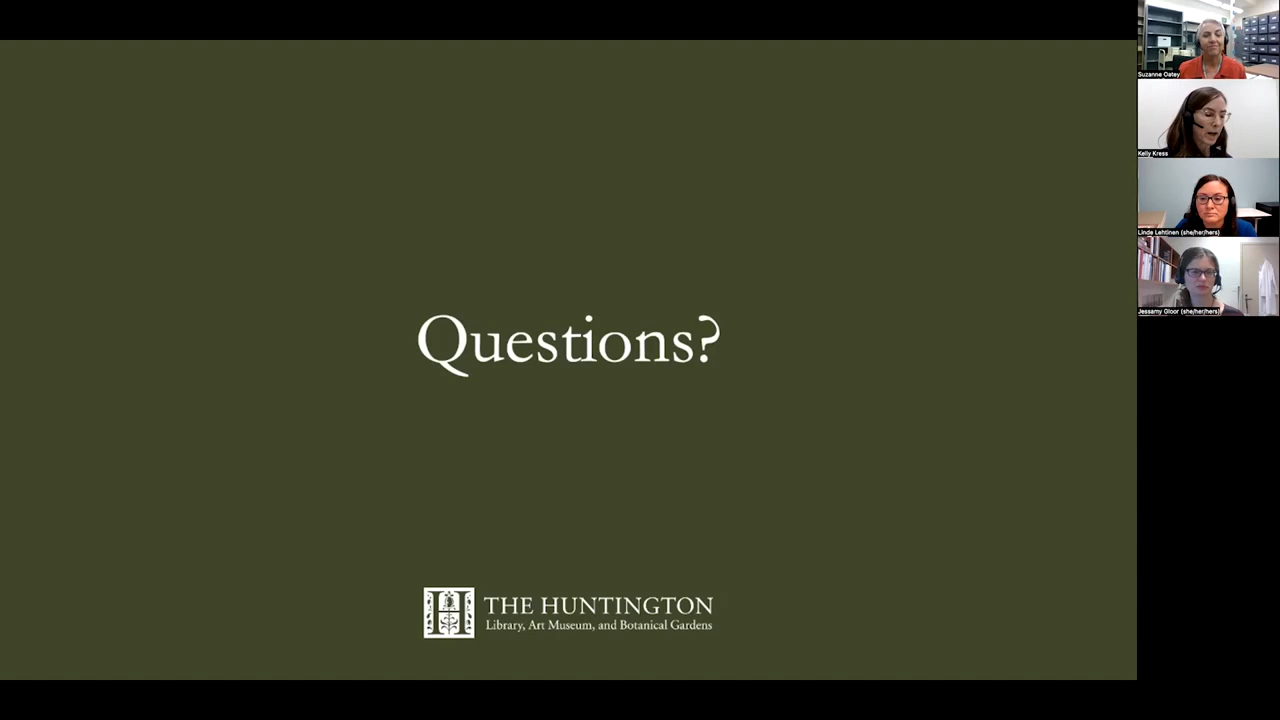 Questions?
THE HUNTINGTON
Library, Art Museum, and Botanical Gardens
Suzanne Oatey
Kelly Kress
Linde Lehtinen (she/her/hers)
Jessamy Gloor (she/her/hers)